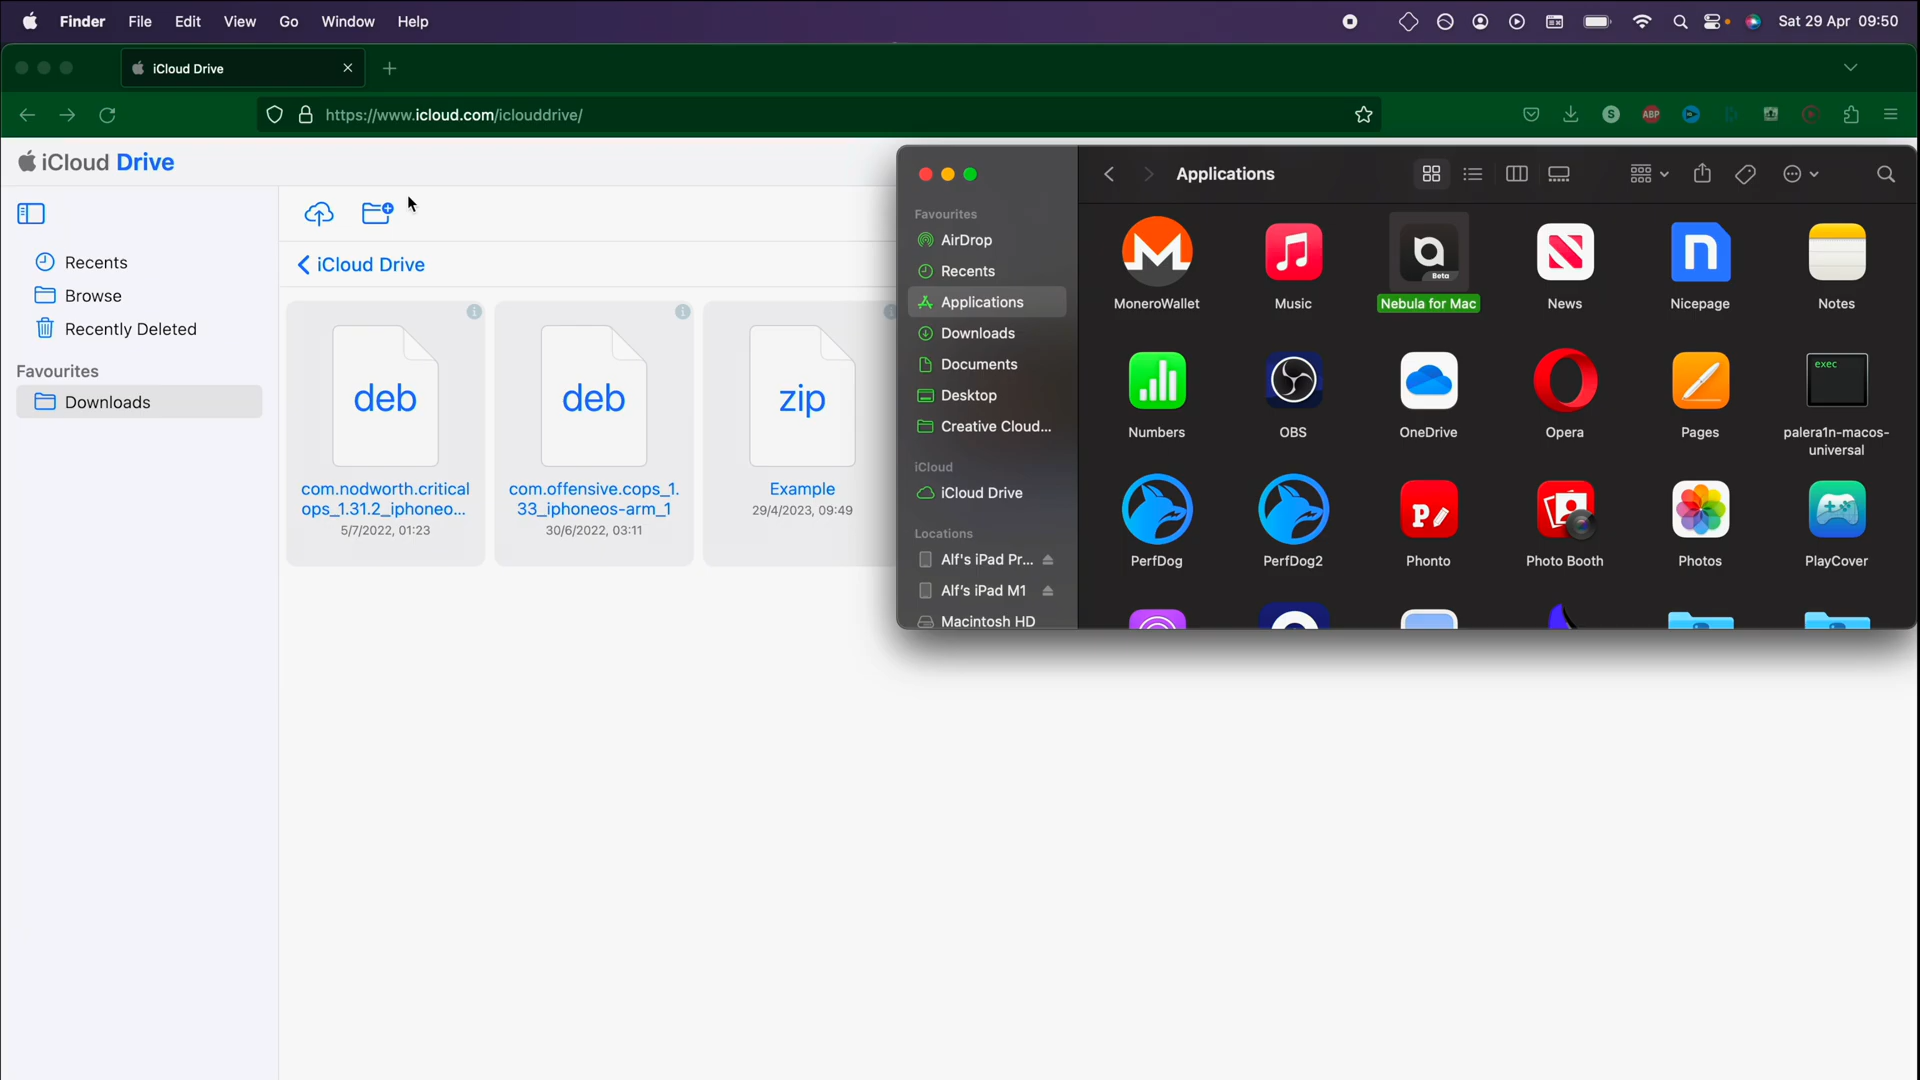 Finder File Edit View Go Window Help Sat 29 Apr 09:50
iCloud Drive
https://www.icloud.com/iclouddrive/
S ABP
iCloud Drive
Recents
Browse
Recently Deleted
Favourites
Downloads
iCloud Drive
deb
com.nodworth.critical
ops_1.31.2_iphoneo...
5/7/2022, 01:23
deb
com.offensive.cops_1.
33_iphoneos-arm_1
30/6/2022, 03:11
zip
Example
29/4/2023, 09:49
Favourites
AirDrop
Recents
Applications
Downloads
Documents
Desktop
Creative Cloud...
iCloud
iCloud Drive
Locations
Alf's iPad Pr...
Alf's iPad M1
Macintosh HD
Applications
MoneroWallet
Music
Beta
Nebula for Mac
News
Nicepage
Notes
Numbers
OBS
OneDrive
Opera
Pages
exec
palera1n-macos-
universal
PerfDog
PerfDog2
Phonto
Photo Booth
Photos
PlayCover